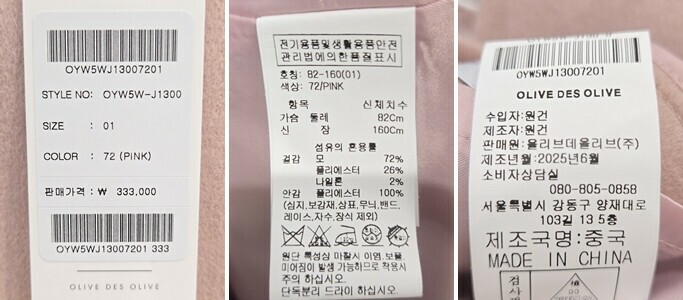 OYW5WJ13007201
STYLE NO: OYW5W-J1300
SIZE : 01
COLOR : 72 (PINK)
판매가격 : ₩ 333,000
OYW5WJ13007201 333
OLIVE DES OLIVE
전기용품및생활용품안전
관리법에의한품질표시
호칭: 82-160(01)
색상: 72/PINK
항목 신체치수
가슴 둘레 82Cm
신 장 160Cm
섬유의 혼용률
겉감 모 72%
폴리에스터 26%
나일론 2%
안감 폴리에스터 100%
(심지,보강재,상표,무늬,밴드,
레이스,자수,장식 제외)
원단 특성상 마찰시 이염,보풀,
미어짐이 발생 가능하므로 착용시
주의 하십시오.
단독분리 드라이 하십시오.
OYW5WJ13007201
OLIVE DES OLIVE
수입자:원건
제조자:원건
판매원:올리브데올리브(주)
제조년월:2025년6월
소비자상담실
080-805-0858
서울특별시 강동구 양재대로
103길 13 5층
제조국명:중국
MADE IN CHINA
검
사